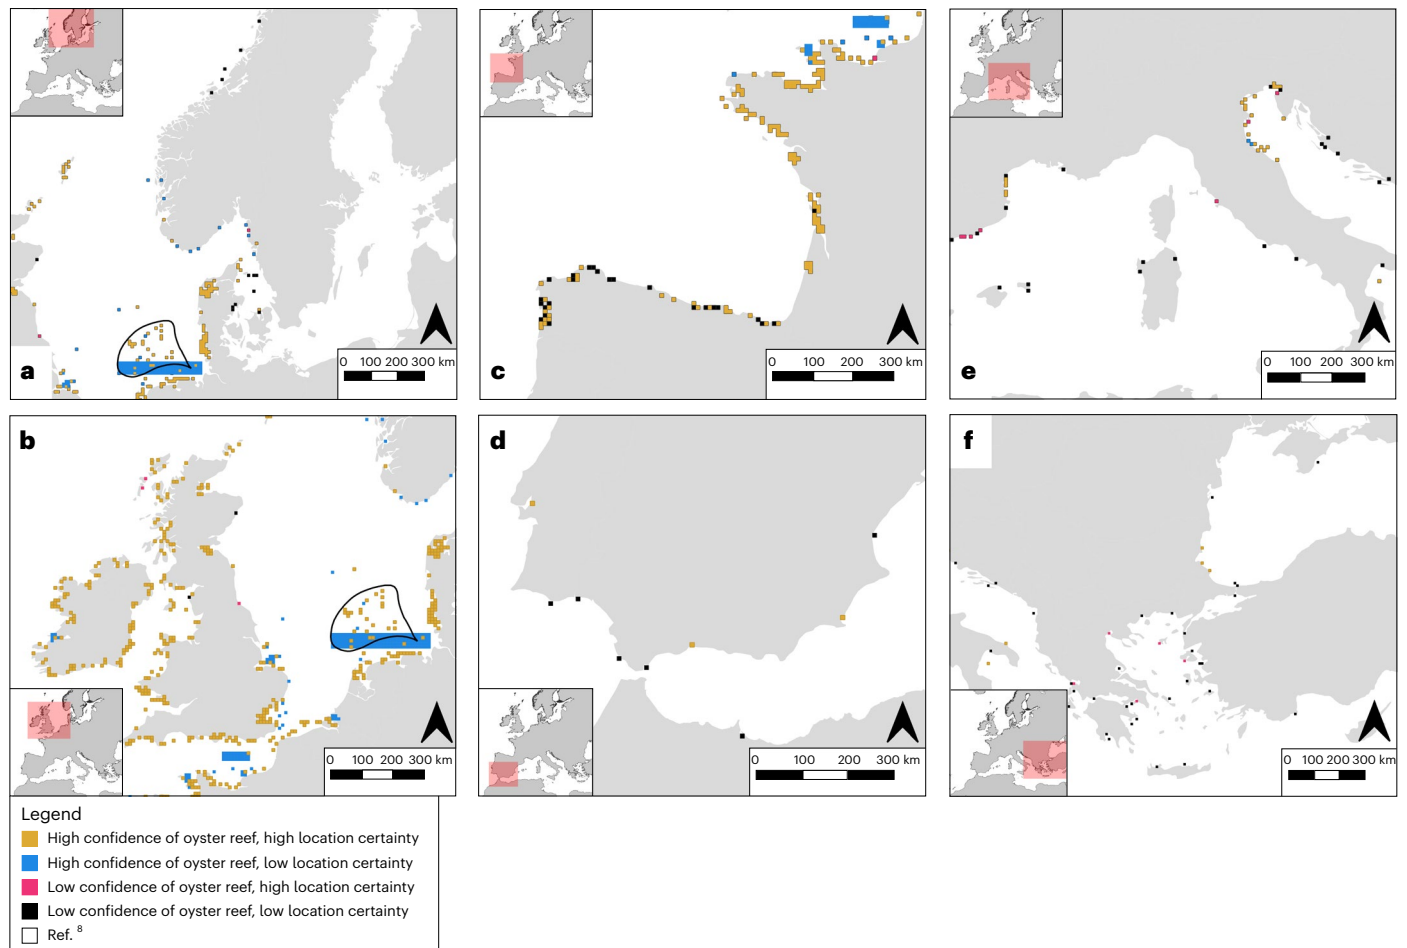 a
0 100 200 300 km
b
0 100 200 300 km
c
0 100 200 300 km
d
0 100 200 300 km
e
0 100 200 300 km
f
0 100 200 300 km
Legend
High confidence of oyster reef, high location certainty
High confidence of oyster reef, low location certainty
Low confidence of oyster reef, high location certainty
Low confidence of oyster reef, low location certainty
Ref. 8